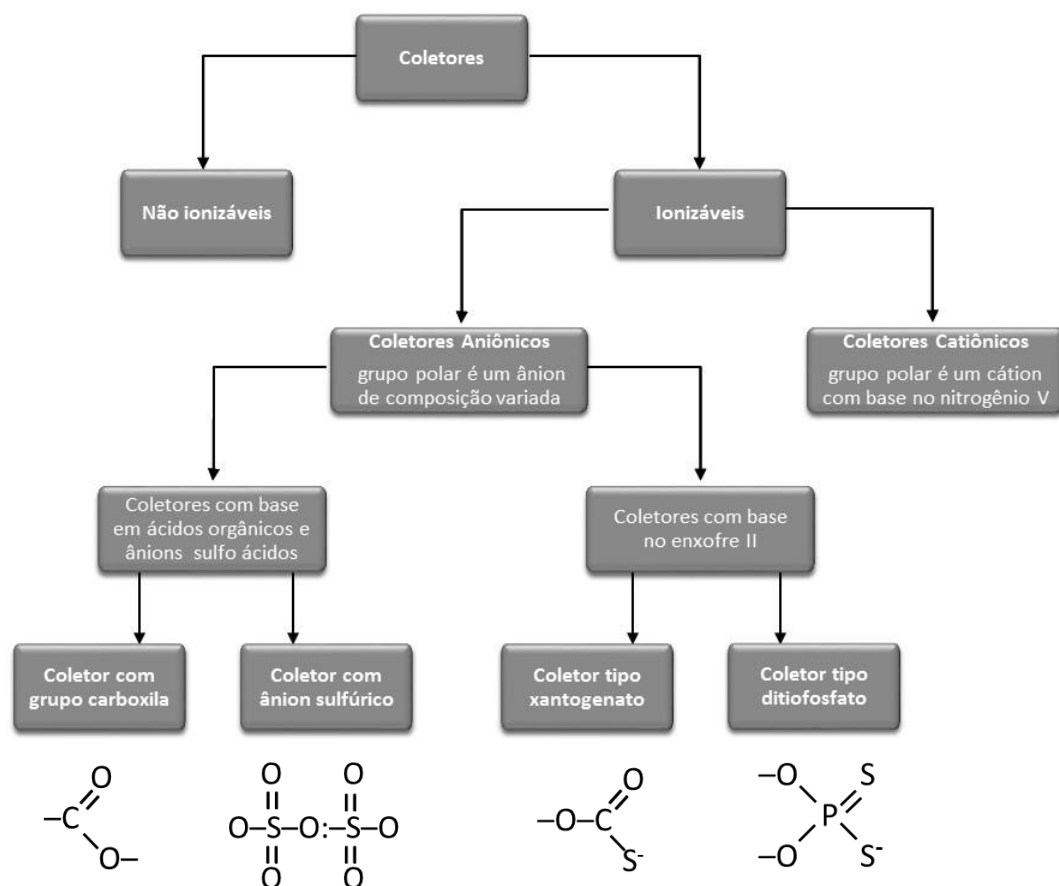 Coletores
Não ionizáveis
Ionizáveis
Coletores Aniônicos
grupo polar é um ânion
de composição variada
Coletores Catiônicos
grupo polar é um cátion
com base no nitrogênio V
Coletores com base
em ácidos orgânicos e
ânions sulfo ácidos
Coletores com base
no enxofre II
Coletor com
grupo carboxila
Coletor com
ânion sulfúrico
Coletor tipo
xantogenato
Coletor tipo
ditiofosfato
O
–C
O–
O O
O–S–O:S–O
O O
O
–O–C
S-
–O S
P
–O S-